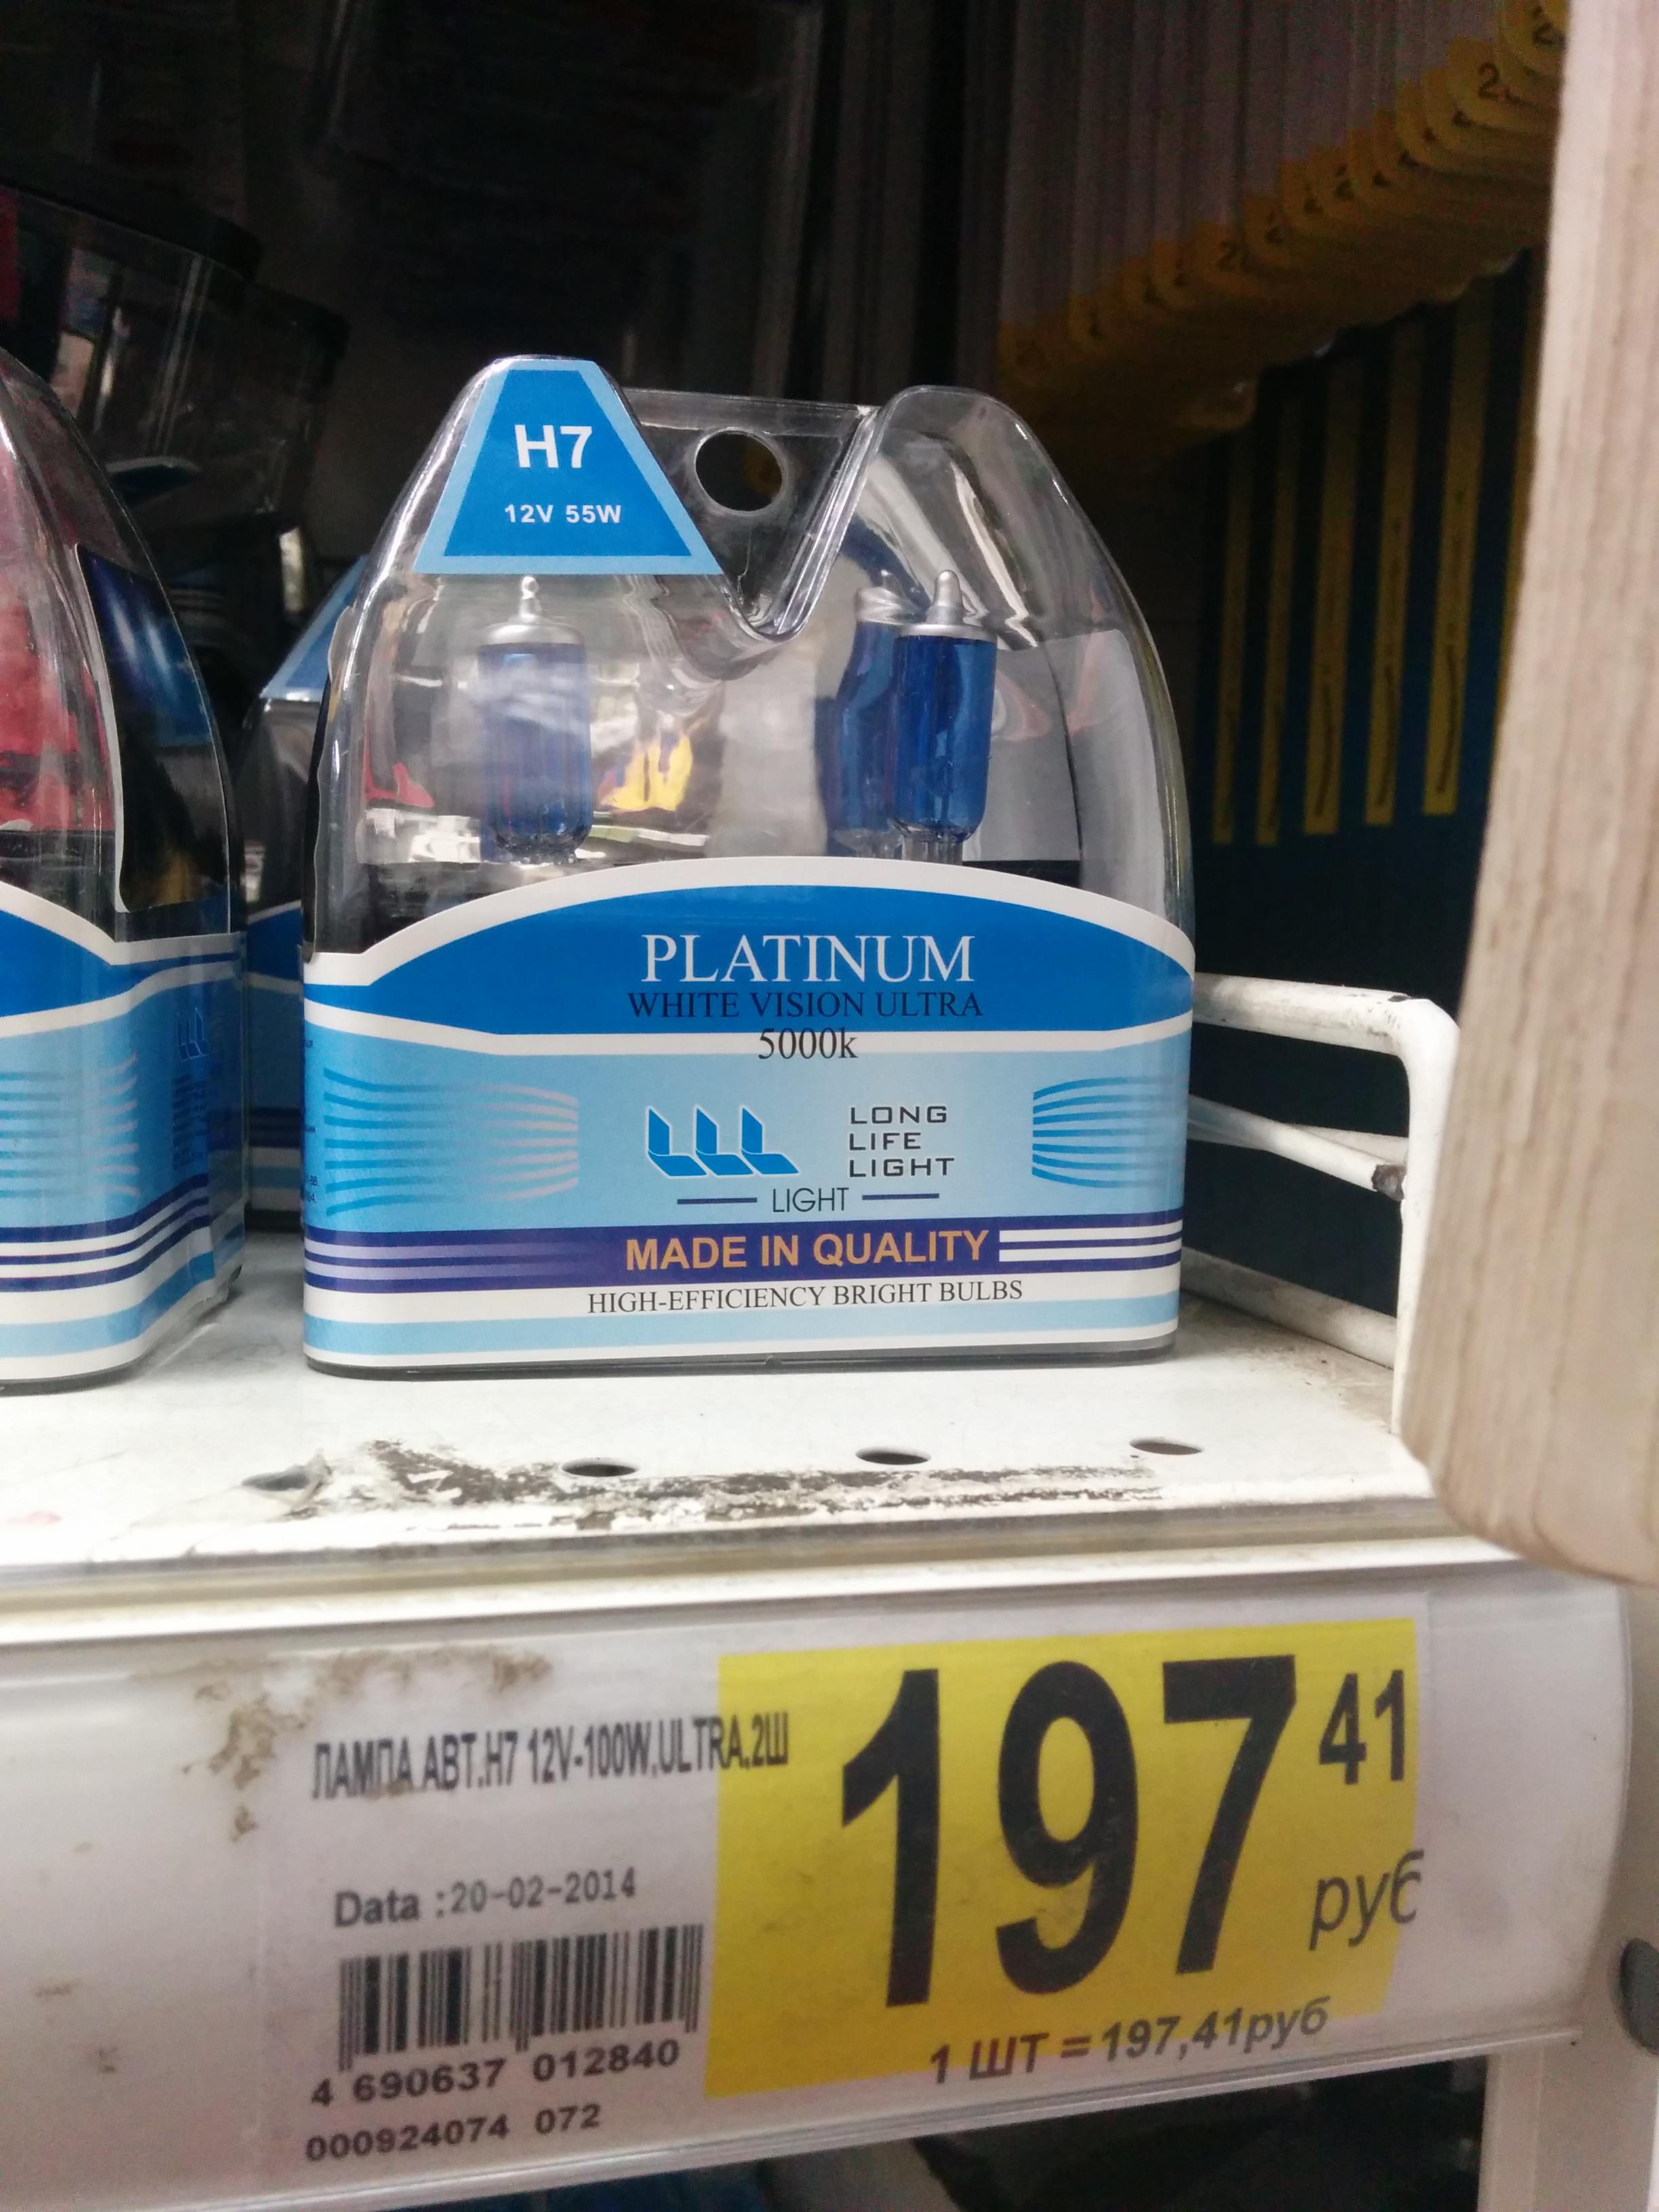 H7
12V 55W
PLATINUM
WHITE VISION ULTRA
5000k
LLL
LONG
LIFE
LIGHT
LIGHT
MADE IN QUALITY
HIGH-EFFICIENCY BRIGHT BULBS
ЛАМПА АВТ.H7 12V-100W,ULTRA,2Ш
197 41
руб
Data :20-02-2014
1 ШТ = 197,41руб
4 690637 012840
000924074 072